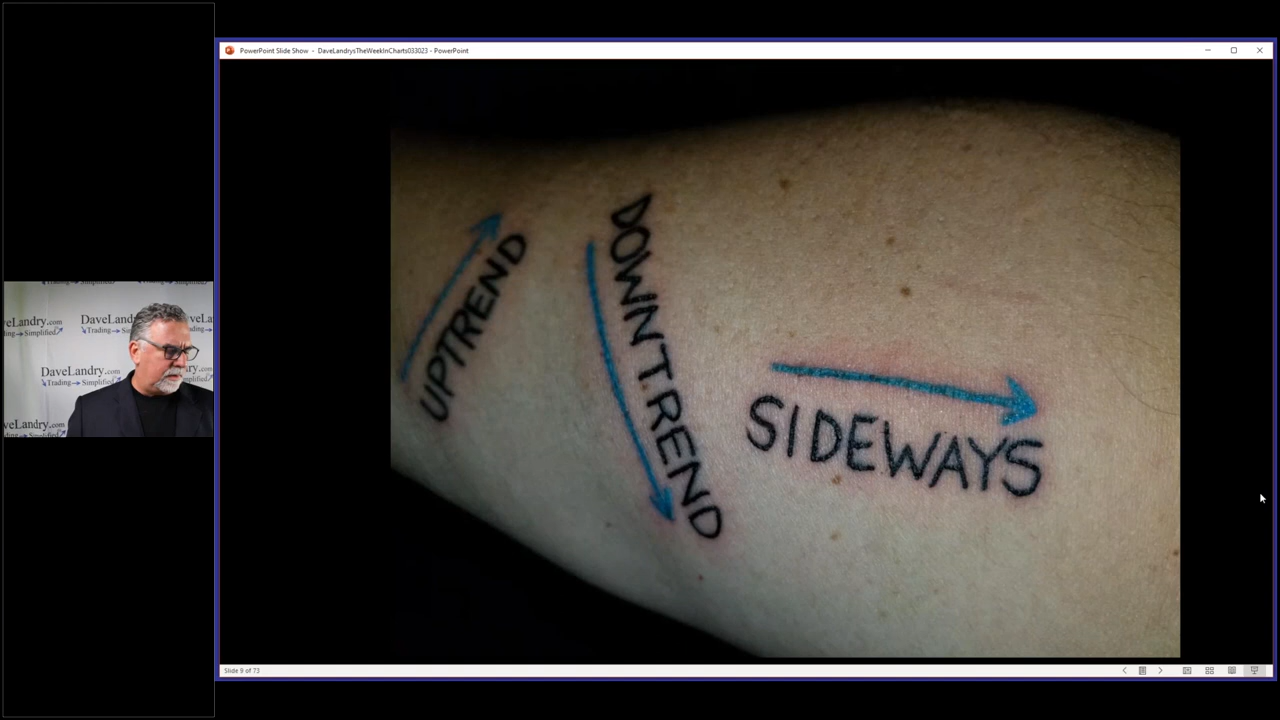 PowerPoint Slide Show - DaveLandrysTheWeekInCharts033023 - PowerPoint
UPTREND
DOWNTREND
SIDEWAYS
DaveLandry.com
Trading Simplified
Slide 9 of 73